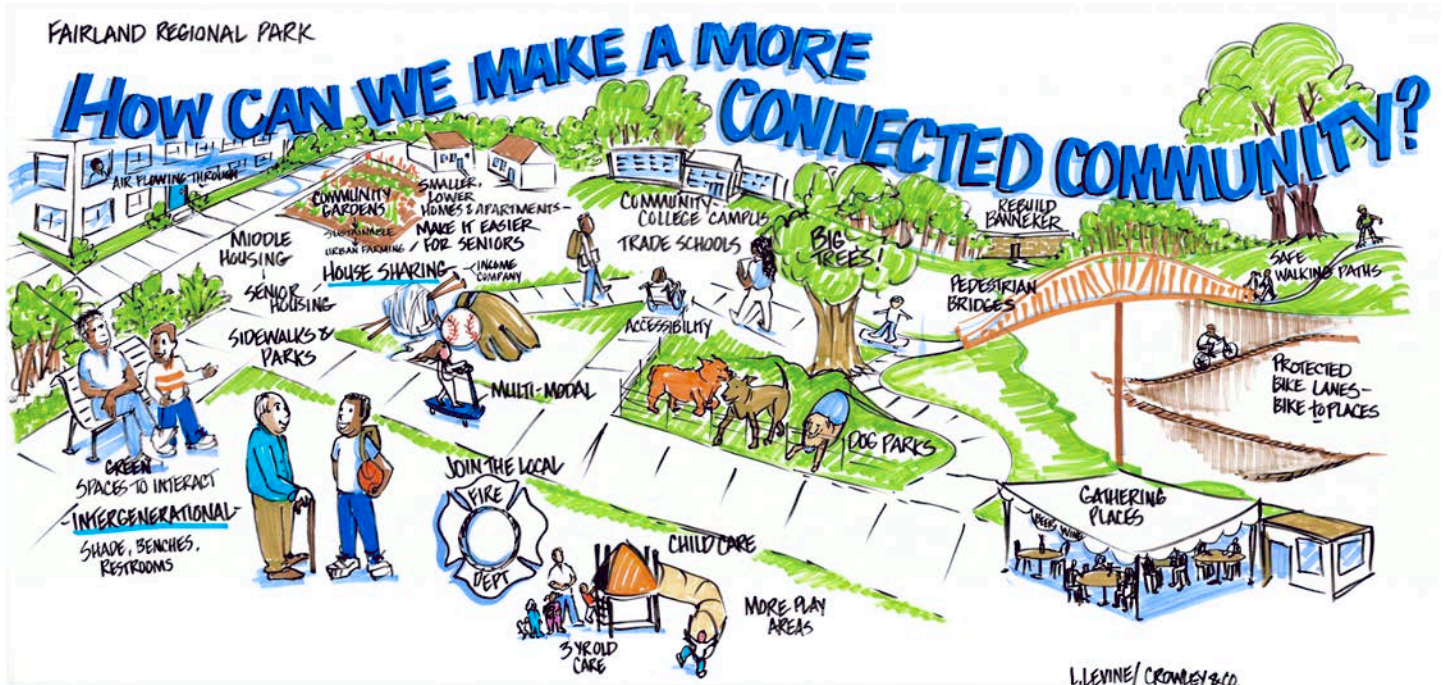 FAIRLAND REGIONAL PARK
HOW CAN WE MAKE A MORE
CONNECTED COMMUNITY?
AIR FLOWING THROUGH
COMMUNITY
GARDENS
SUSTAINABLE
URBAN FARMING
SMALLER,
LOWER
HOMES & APARTMENTS-
MAKE IT EASIER
FOR SENIORS
MIDDLE
HOUSING
SENIOR
HOUSING
HOUSE SHARING
INCOME
COMPANY
SIDEWALKS &
PARKS
COMMUNITY
COLLEGE CAMPUS
TRADE SCHOOLS
ACCESSIBILITY
BIG
TREES!
REBUILD
BANNEKER
PEDESTRIAN
BRIDGES
SAFE
WALKING PATHS
PROTECTED
BIKE LANES-
BIKE to PLACES
MULTI-MODAL
DOG PARKS
GREEN
SPACES TO INTERACT
-INTERGENERATIONAL-
SHADE, BENCHES,
RESTROOMS
JOIN THE LOCAL
FIRE
DEPT
CHILD CARE
3 YR OLD
CARE
MORE PLAY
AREAS
GATHERING
PLACES
BEER WINE
L.LEVINE/ CROWLEY & CO.